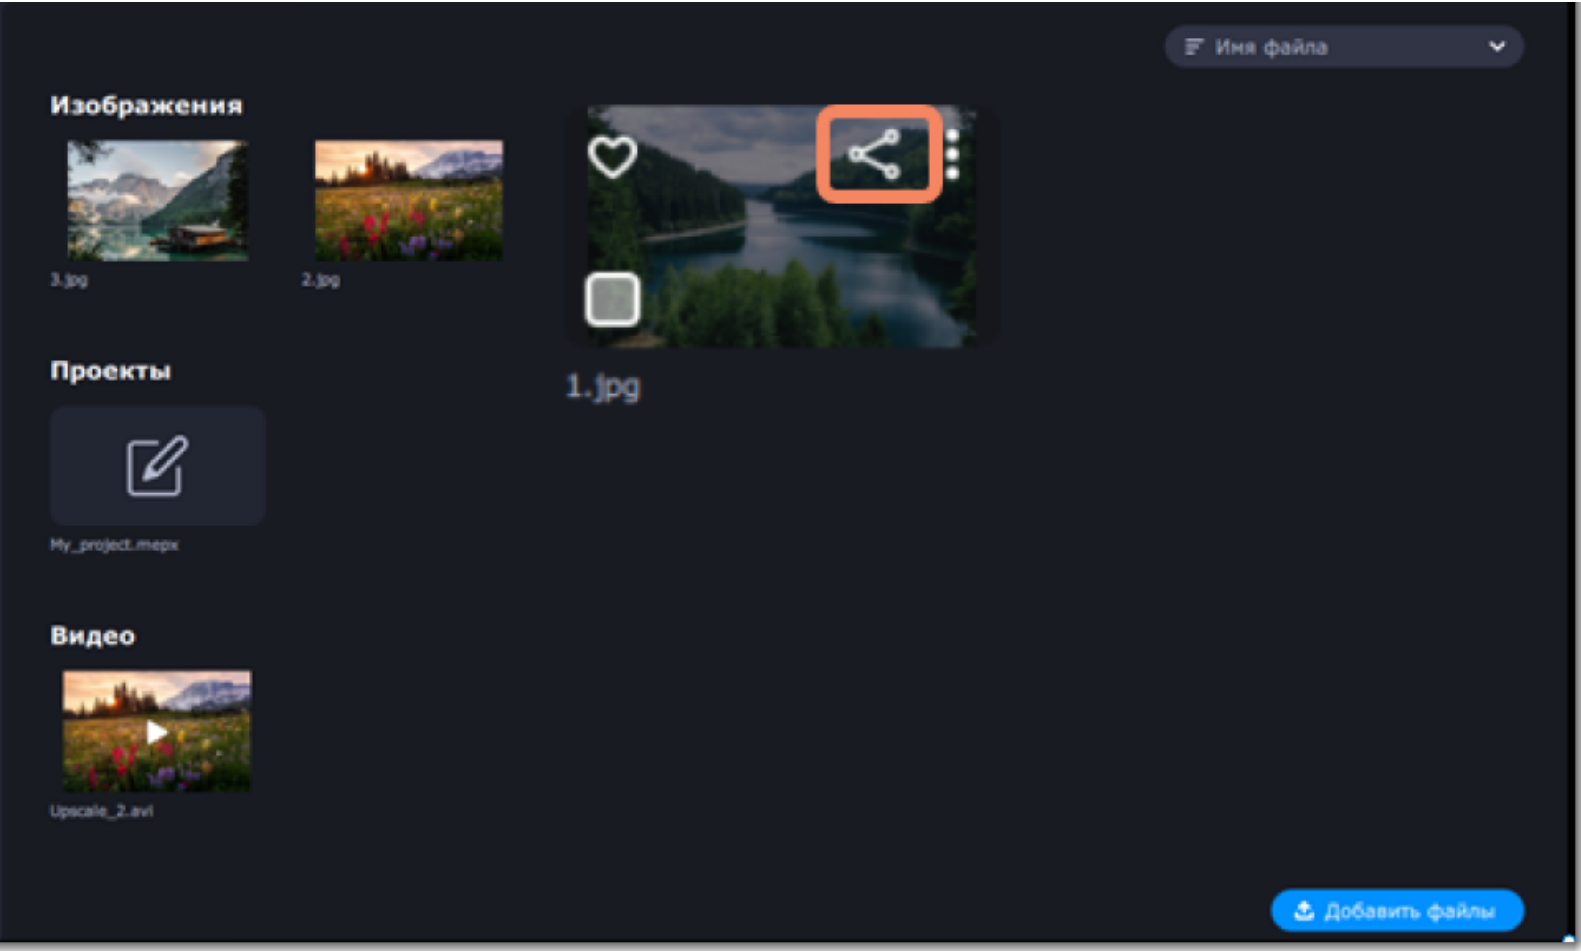 Имя файла
Изображения
3.jpg
2.jpg
1.jpg
Проекты
My_project.mepx
Видео
Upscale_2.avi
Добавить файлы